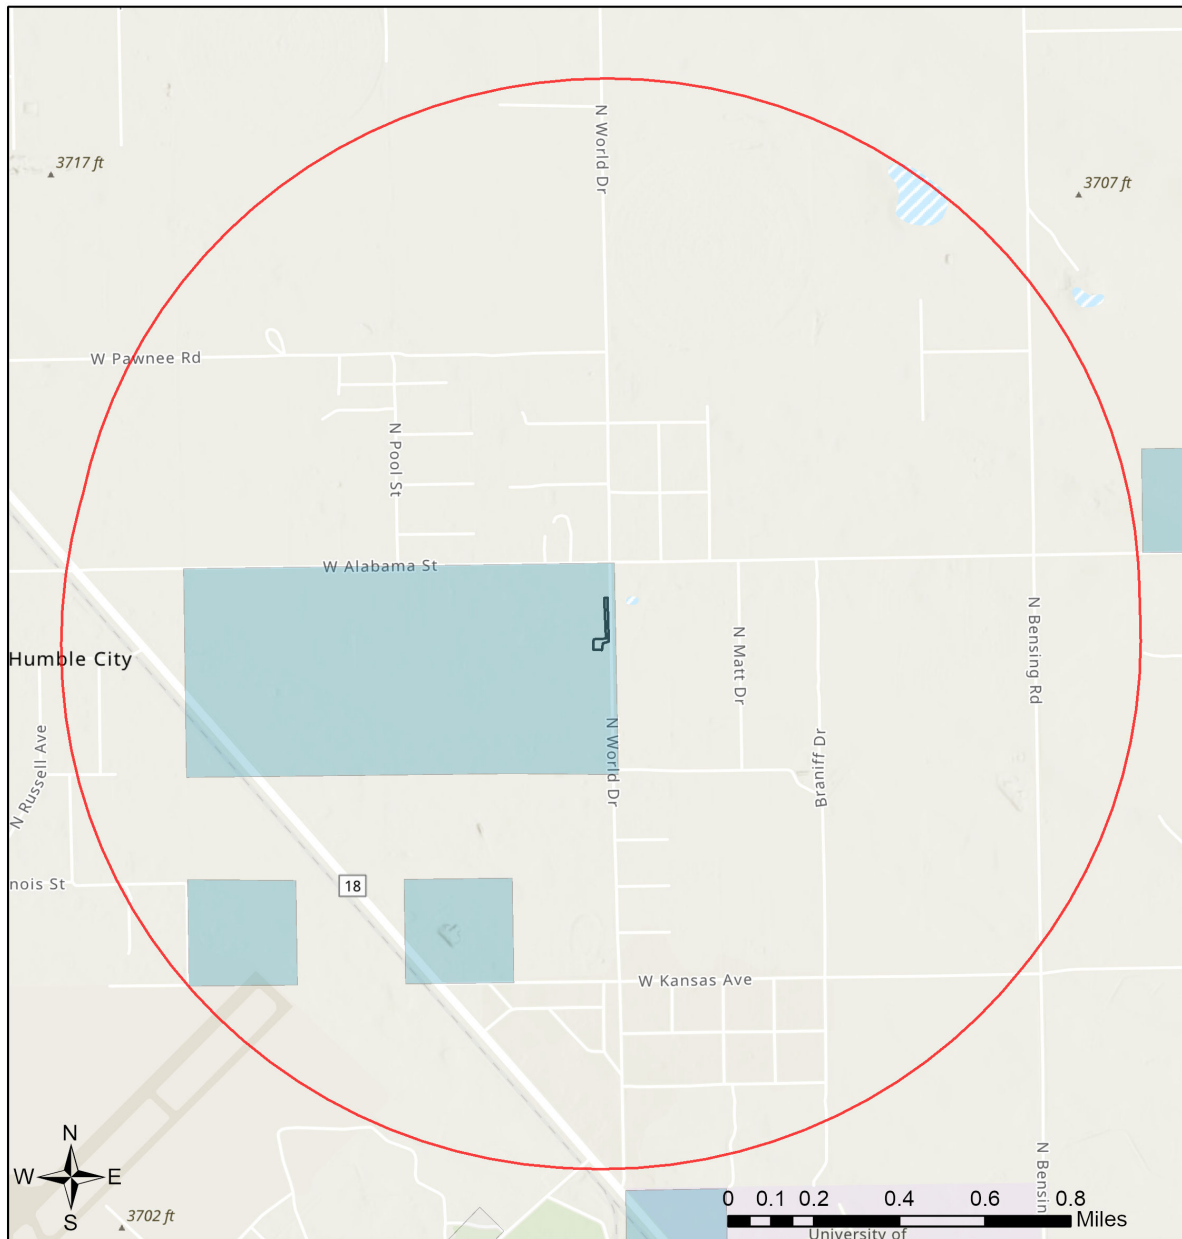 N World Dr
3717 ft
3707 ft
W Pawnee Rd
N Pool St
W Alabama St
N Matt Dr
N Bensing Rd
Humble City
N Russell Ave
N World Dr
Braniff Dr
nois St
18
W Kansas Ave
N
W E
S
3702 ft
N Bensin
0 0.1 0.2 0.4 0.6 0.8
Miles
University of